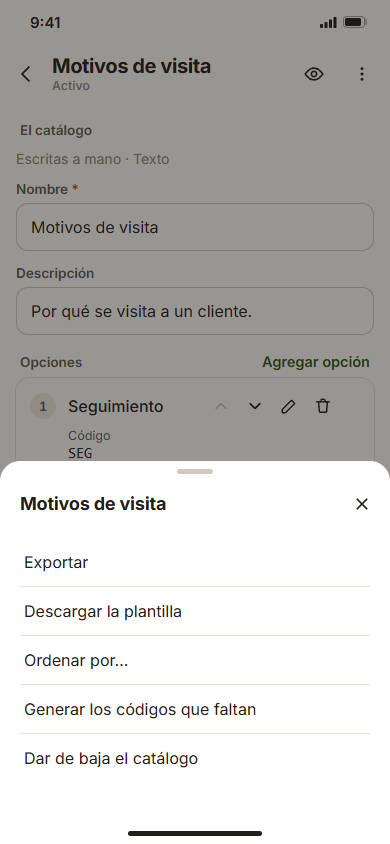 9:41
Motivos de visita
Activo
El catálogo
Escritas a mano · Texto
Nombre *
Motivos de visita
Descripción
Por qué se visita a un cliente.
Opciones
Agregar opción
1
Seguimiento
Código
SEG
Motivos de visita
Exportar
Descargar la plantilla
Ordenar por...
Generar los códigos que faltan
Dar de baja el catálogo